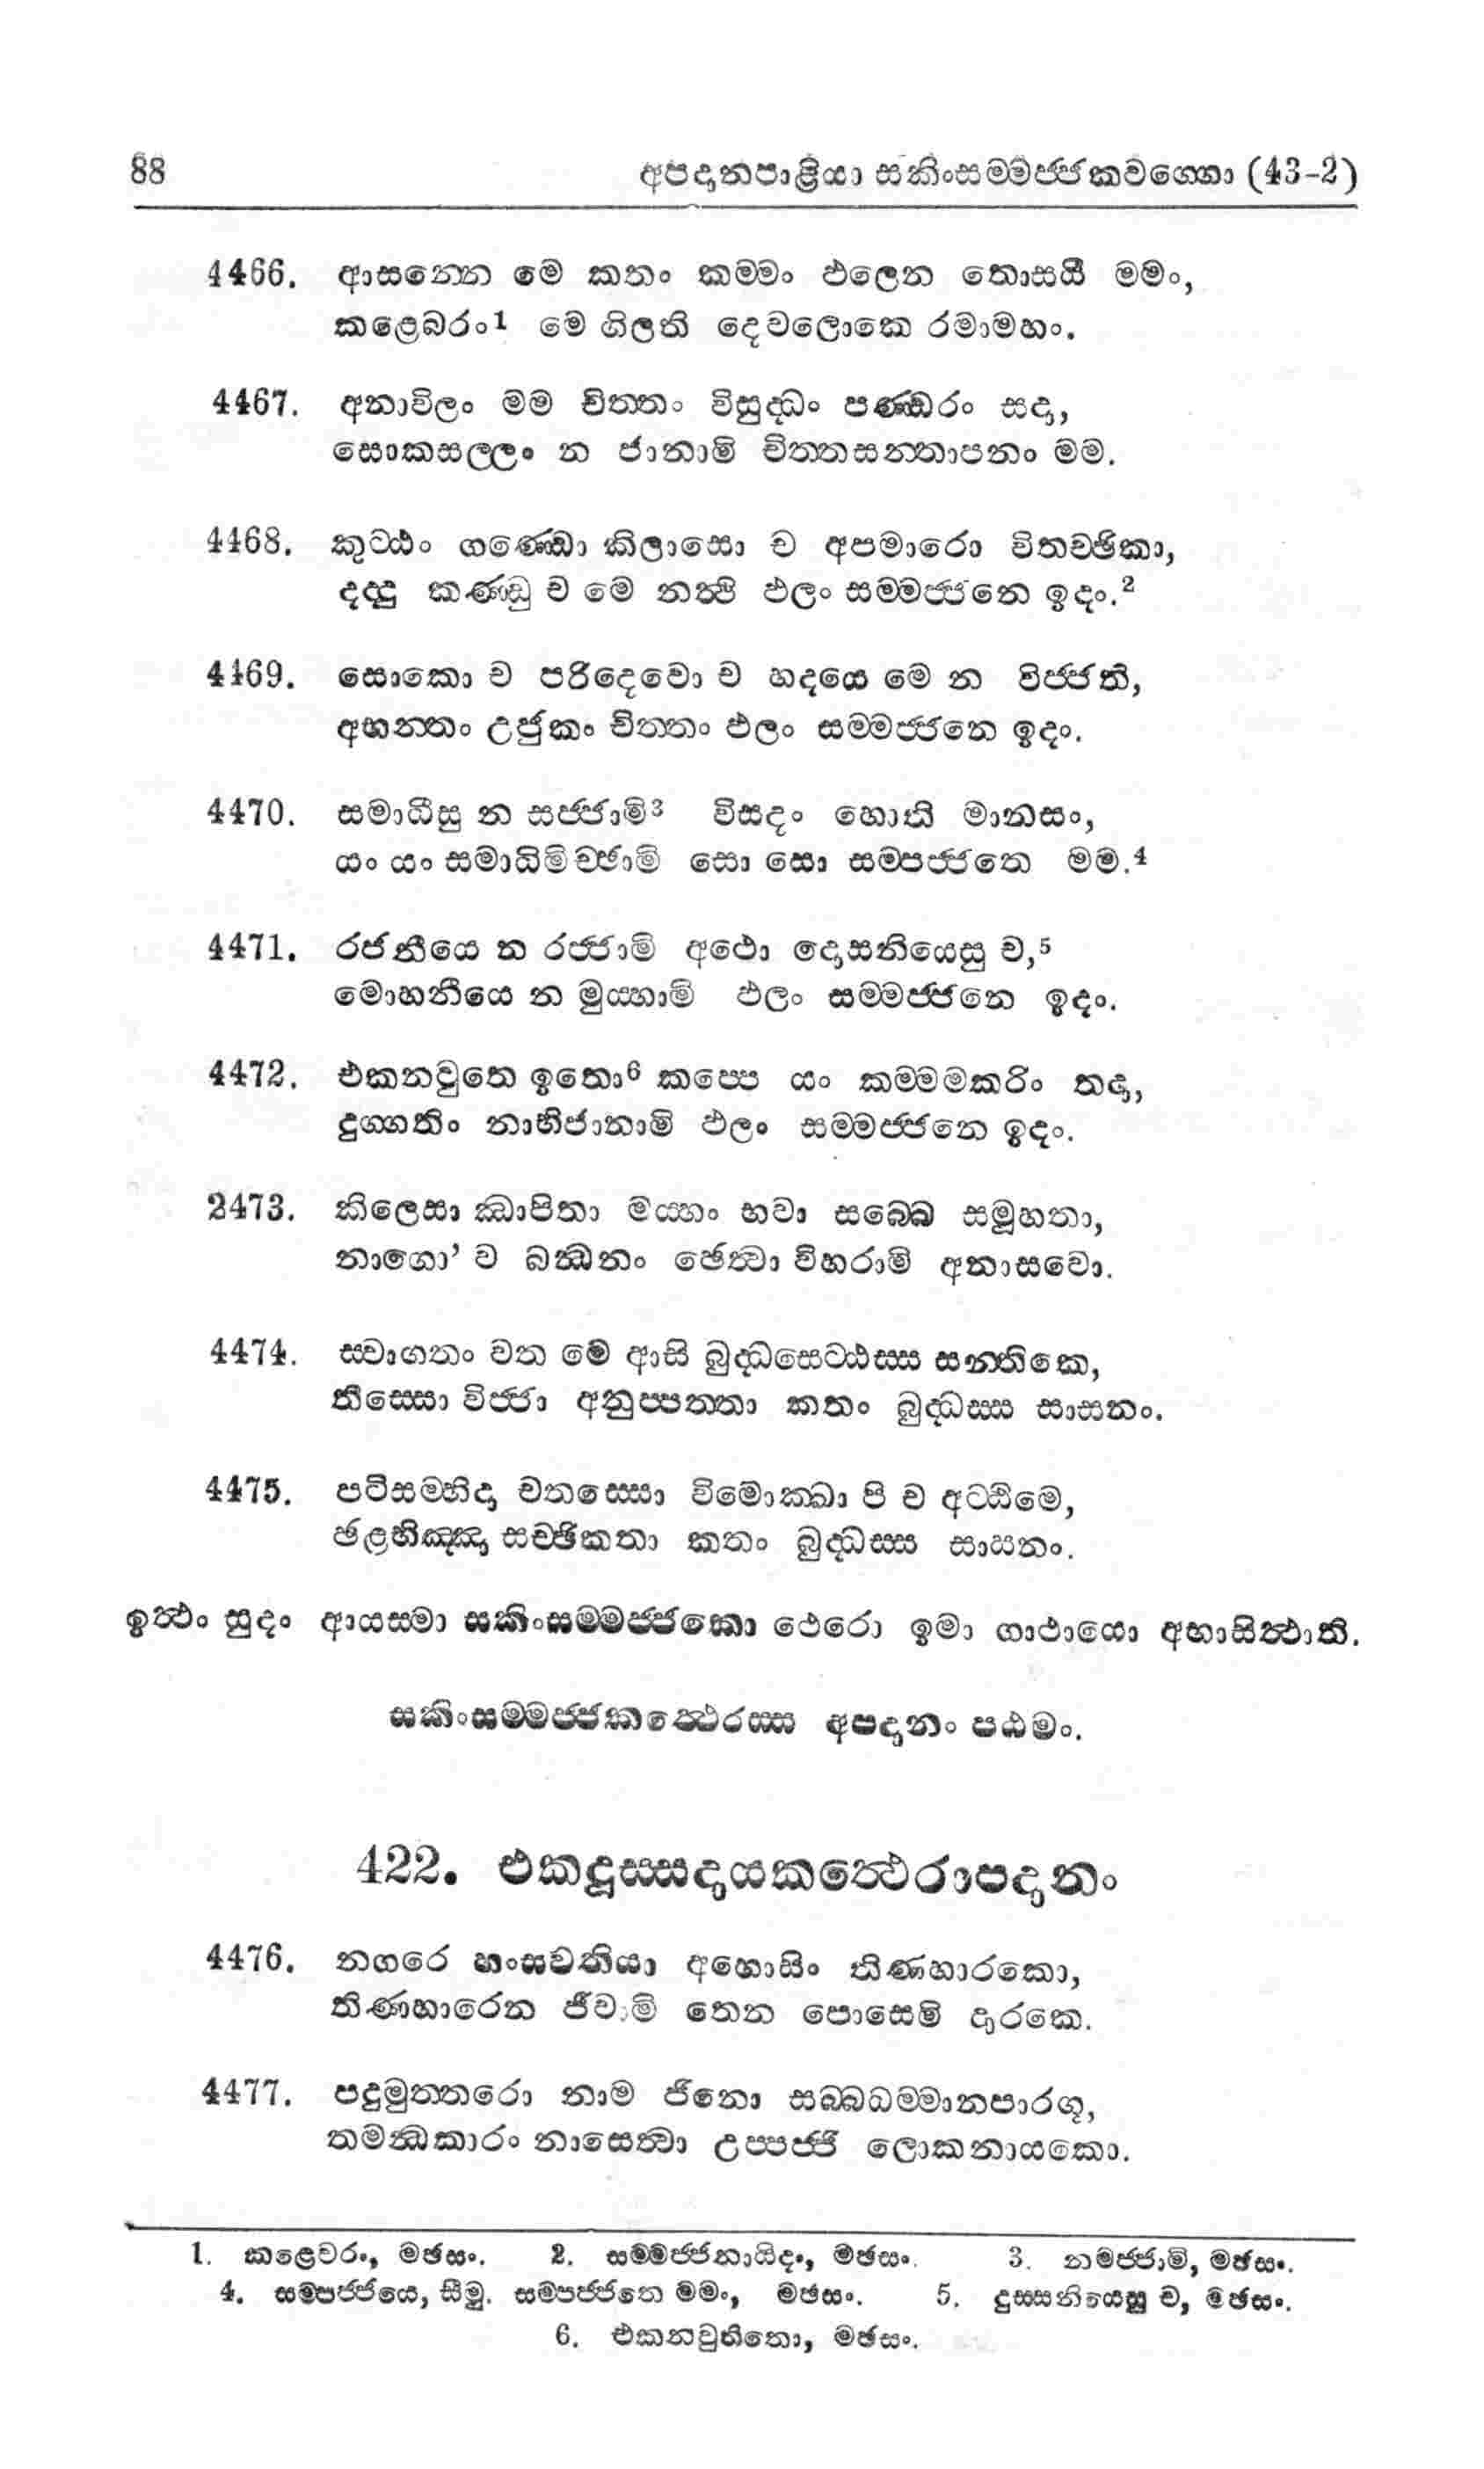 88 අපදානපාළියා සකිංසම්මජ්ජකවග්ගො (43-2)
4466. ආසන්නෙ මෙ කතං කම්මං ඵලෙන තොසයී මමං,
කළෙබරං1 මෙ ගිලති දෙවලොකෙ රමාමහං.
4467. අනාවිලං මම චිත්තං විසුද්ධං පණ්ඩරං සදා,
සොකසල්ලං න ජානාමි චිත්තසන්තාපනං මම.
4468. කුට්ඨං ගණ්ඩො කිලාසො ච අපමාරො විතච්ඡිකා,
දද්දු කණ්ඩු ච මෙ නත්ථි ඵලං සම්මජ්ජනෙ ඉදං.2
4469. සොකො ච පරිදෙවො ච හදයෙ මෙ න විජ්ජති,
අභන්තං උජුකං චිත්තං ඵලං සම්මජ්ජනෙ ඉදං.
4470. සමාධීසු න සජ්ජාමි3 විසදං හොති මානසං,
යං යං සමාධිමිච්ඡාමි සො සො සම්පජ්ජතෙ මම.4
4471. රජනීයෙ න රජ්ජාමි අථො දොසනියෙසු ච,5
මොහනීයෙ න මුය්හාමි ඵලං සම්මජ්ජනෙ ඉදං.
4472. එකනවුතෙ ඉතො6 කප්පෙ යං කම්මමකරිං තදා,
දුග්ගතිං නාභිජානාමි ඵලං සම්මජ්ජනෙ ඉදං.
2473. කිලෙසා ඣාපිතා මය්හං භවා සබ්බෙ සමූහතා,
නාගො’ ව බන්ධනං ඡෙත්වා විහරාමි අනාසවො.
4474. ස්වාගතං වත මෙ ආසි බුද්ධසෙට්ඨස්ස සන්තිකෙ,
තිස්සො විජ්ජා අනුප්පත්තා කතං බුද්ධස්ස සාසනං.
4475. පටිසම්භිදා චතස්සො විමොක්ඛා පි ච අට්ඨිමෙ,
ඡළභිඤ්ඤා සච්ඡිකතා කතං බුද්ධස්ස සාසනං.
ඉත්ථං සුදං ආයස්මා සකිංසම්මජ්ජකො ථෙරො ඉමා ගාථායො අභාසිත්ථාති.
සකිංසම්මජ්ජකත්ථෙරස්ස අපදානං පඨමං.
422. එකදූස්සදායකත්ථෙරාපදානං
4476. නගරෙ හංසවතියා අහොසිං තිණහාරකො,
තිණහාරෙන ජීවාමි තෙන පොසෙමි දාරකෙ.
4477. පදුමුත්තරො නාම ජිනො සබ්බධම්මානපාරගූ,
තමන්ධකාරං නාසෙත්වා උප්පජ්ජි ලොකනායකො.
1. කළෙවරං, මඡසං. 2. සම්මජ්ජනායිදං, මඡසං. 3. නමජ්ජාමි, මඡසං.
4. සම්පජ්ජයෙ, සීමු. සම්පජ්ජතෙ මමං, මඡසං. 5. දුස්සනියෙසු ච, මඡසං.
6. එකනවුතිතො, මඡසං.